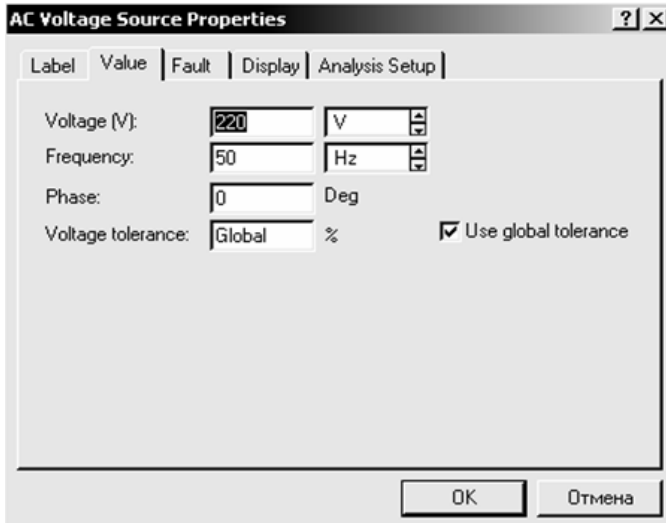 AC Voltage Source Properties
Label Value Fault Display Analysis Setup
Voltage (V): 220 V
Frequency: 50 Hz
Phase: 0 Deg
Voltage tolerance: Global % Use global tolerance
OK Отмена